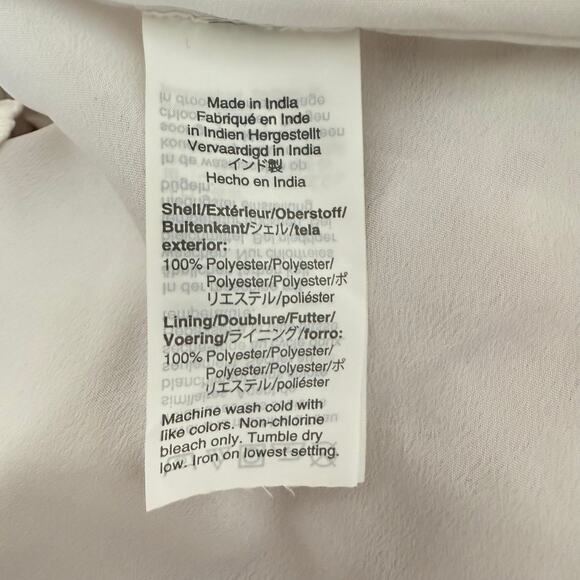 Made in India
Fabriqué en Inde
in Indien Hergestellt
Vervaardigd in India
インド製
Hecho en India
Shell/Extérieur/Oberstoff/
Buitenkant/シェル/tela
exterior:
100% Polyester/Polyester/
Polyester/Polyester/ポ
リエステル/poliéster
Lining/Doublure/Futter/
Voering/ライニング/forro:
100% Polyester/Polyester/
Polyester/Polyester/ポ
リエステル/poliéster
Machine wash cold with
like colors. Non-chlorine
bleach only. Tumble dry
low. Iron on lowest setting.